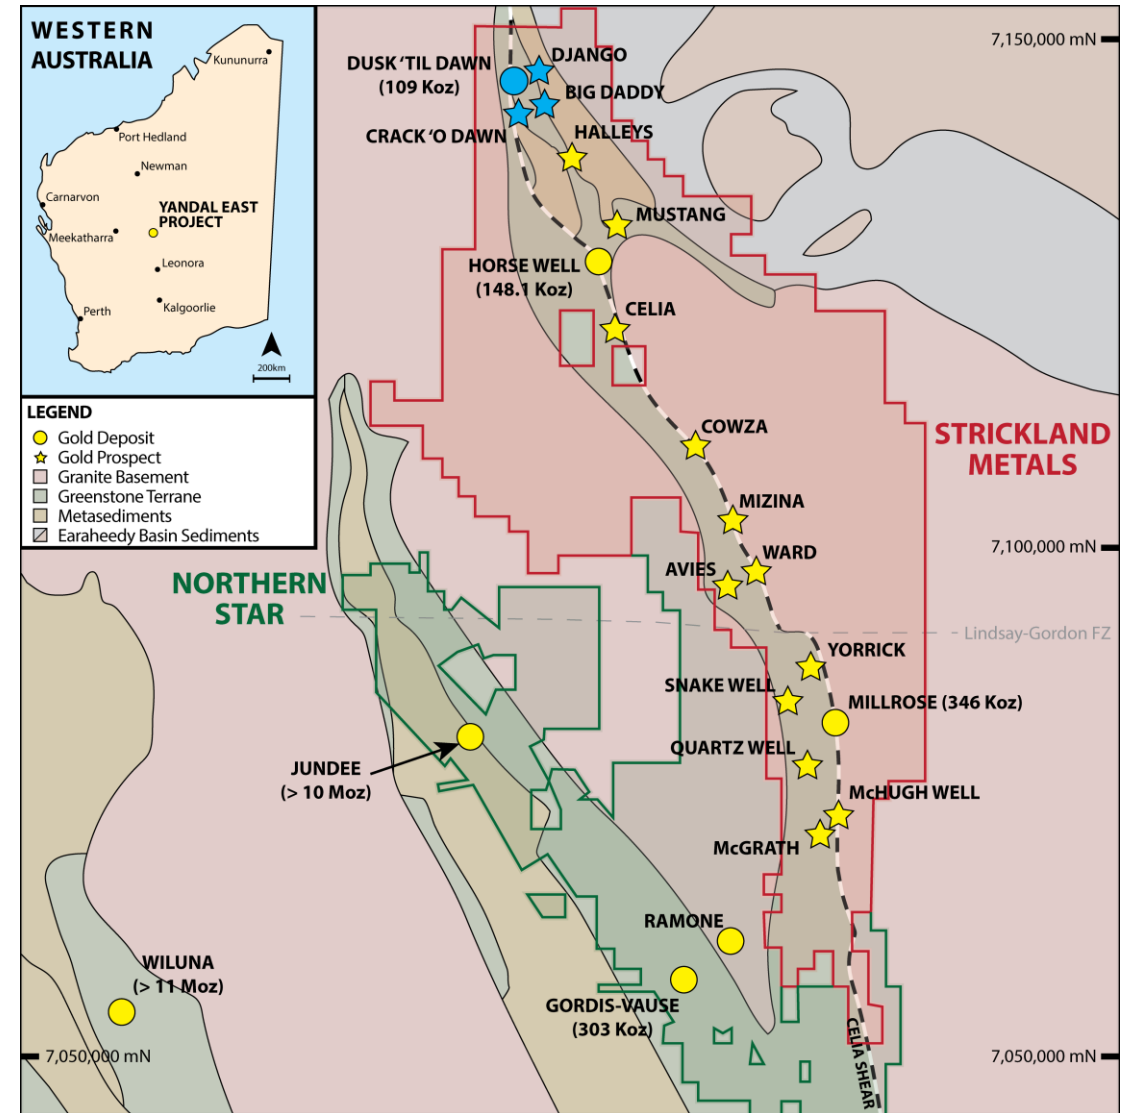 WESTERN
AUSTRALIA
Kununurra
Port Hedland
Newman
Carnarvon
YANDAL EAST
PROJECT
Meekatharra
Leonora
Kalgoorlie
Perth
200km
LEGEND
Gold Deposit
Gold Prospect
Granite Basement
Greenstone Terrane
Metasediments
Earaheedy Basin Sediments
7,150,000 mN
DUSK ‘TIL DAWN
(109 Koz)
DJANGO
BIG DADDY
CRACK ‘O DAWN
HALLEYS
MUSTANG
HORSE WELL
(148.1 Koz)
CELIA
COWZA
STRICKLAND
METALS
MIZINA
7,100,000 mN
WARD
AVIES
NORTHERN
STAR
Lindsay-Gordon FZ
YORRICK
SNAKE WELL
MILLROSE (346 Koz)
QUARTZ WELL
JUNDEE
(> 10 Moz)
McHUGH WELL
McGRATH
RAMONE
WILUNA
(> 11 Moz)
GORDIS-VAUSE
(303 Koz)
CELIA SHEAR
7,050,000 mN
7,050,000 mN